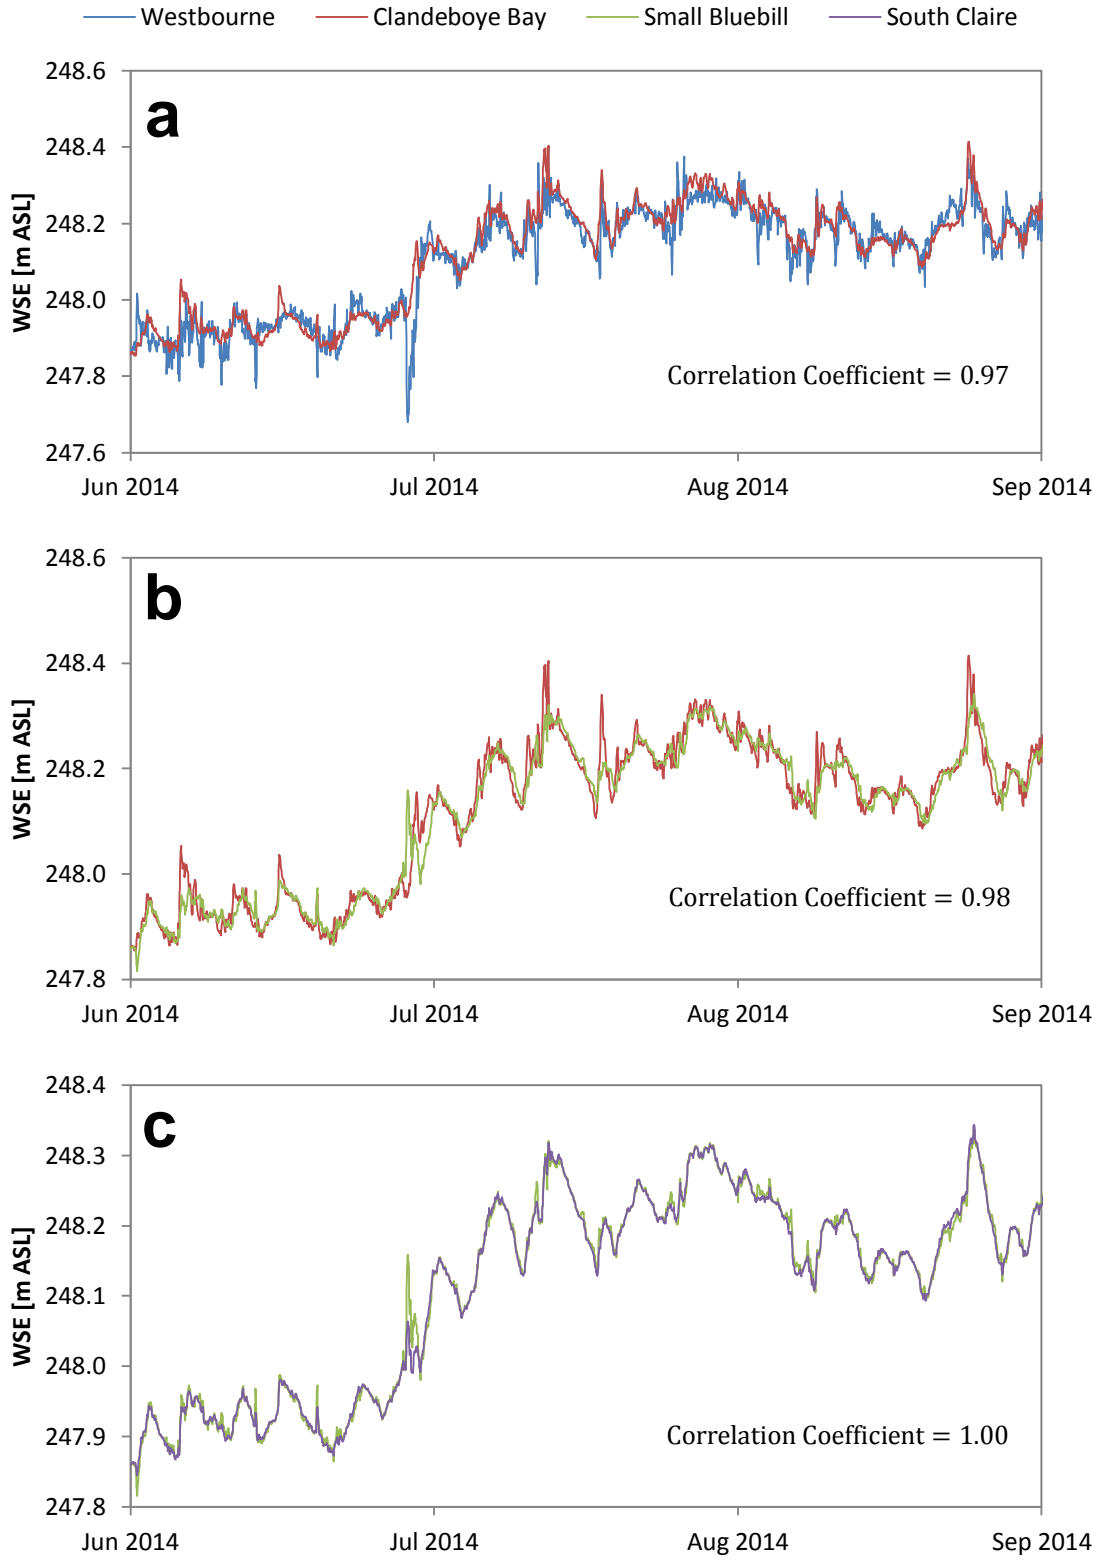 Westbourne Clandeboye Bay Small Bluebill South Claire
a
WSE [m ASL]
248.6
248.4
248.2
248.0
247.8
247.6
Correlation Coefficient = 0.97
Jun 2014 Jul 2014 Aug 2014 Sep 2014
b
WSE [m ASL]
248.6
248.4
248.2
248.0
247.8
Correlation Coefficient = 0.98
Jun 2014 Jul 2014 Aug 2014 Sep 2014
c
WSE [m ASL]
248.4
248.3
248.2
248.1
248.0
247.9
247.8
Correlation Coefficient = 1.00
Jun 2014 Jul 2014 Aug 2014 Sep 2014